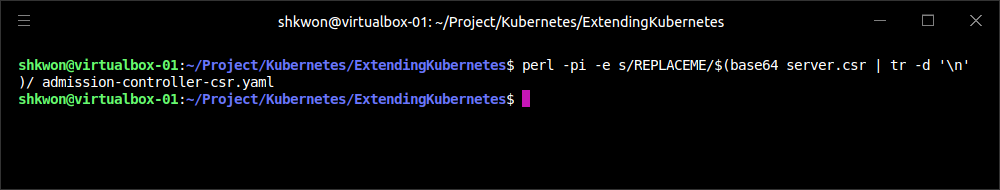 shkwon@virtualbox-01: ~/Project/Kubernetes/ExtendingKubernetes
shkwon@virtualbox-01:~/Project/Kubernetes/ExtendingKubernetes$ perl -pi -e s/REPLACEME/$(base64 server.csr | tr -d '\n'
)/ admission-controller-csr.yaml
shkwon@virtualbox-01:~/Project/Kubernetes/ExtendingKubernetes$